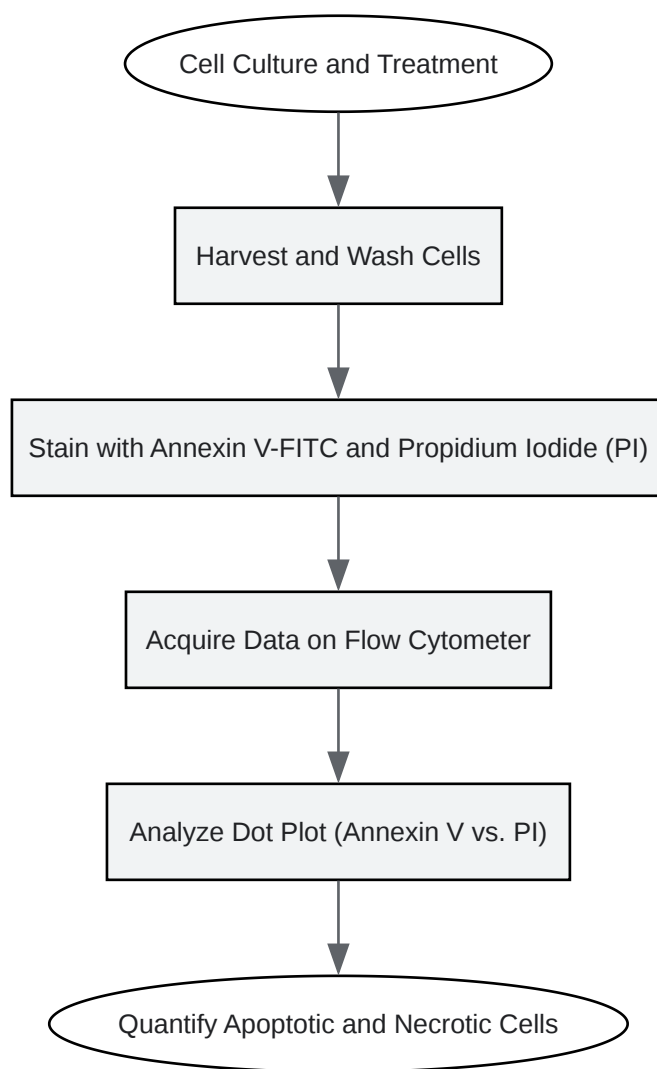 Cell Culture and Treatment
Harvest and Wash Cells
Stain with Annexin V-FITC and Propidium Iodide (PI)
Acquire Data on Flow Cytometer
Analyze Dot Plot (Annexin V vs. PI)
Quantify Apoptotic and Necrotic Cells